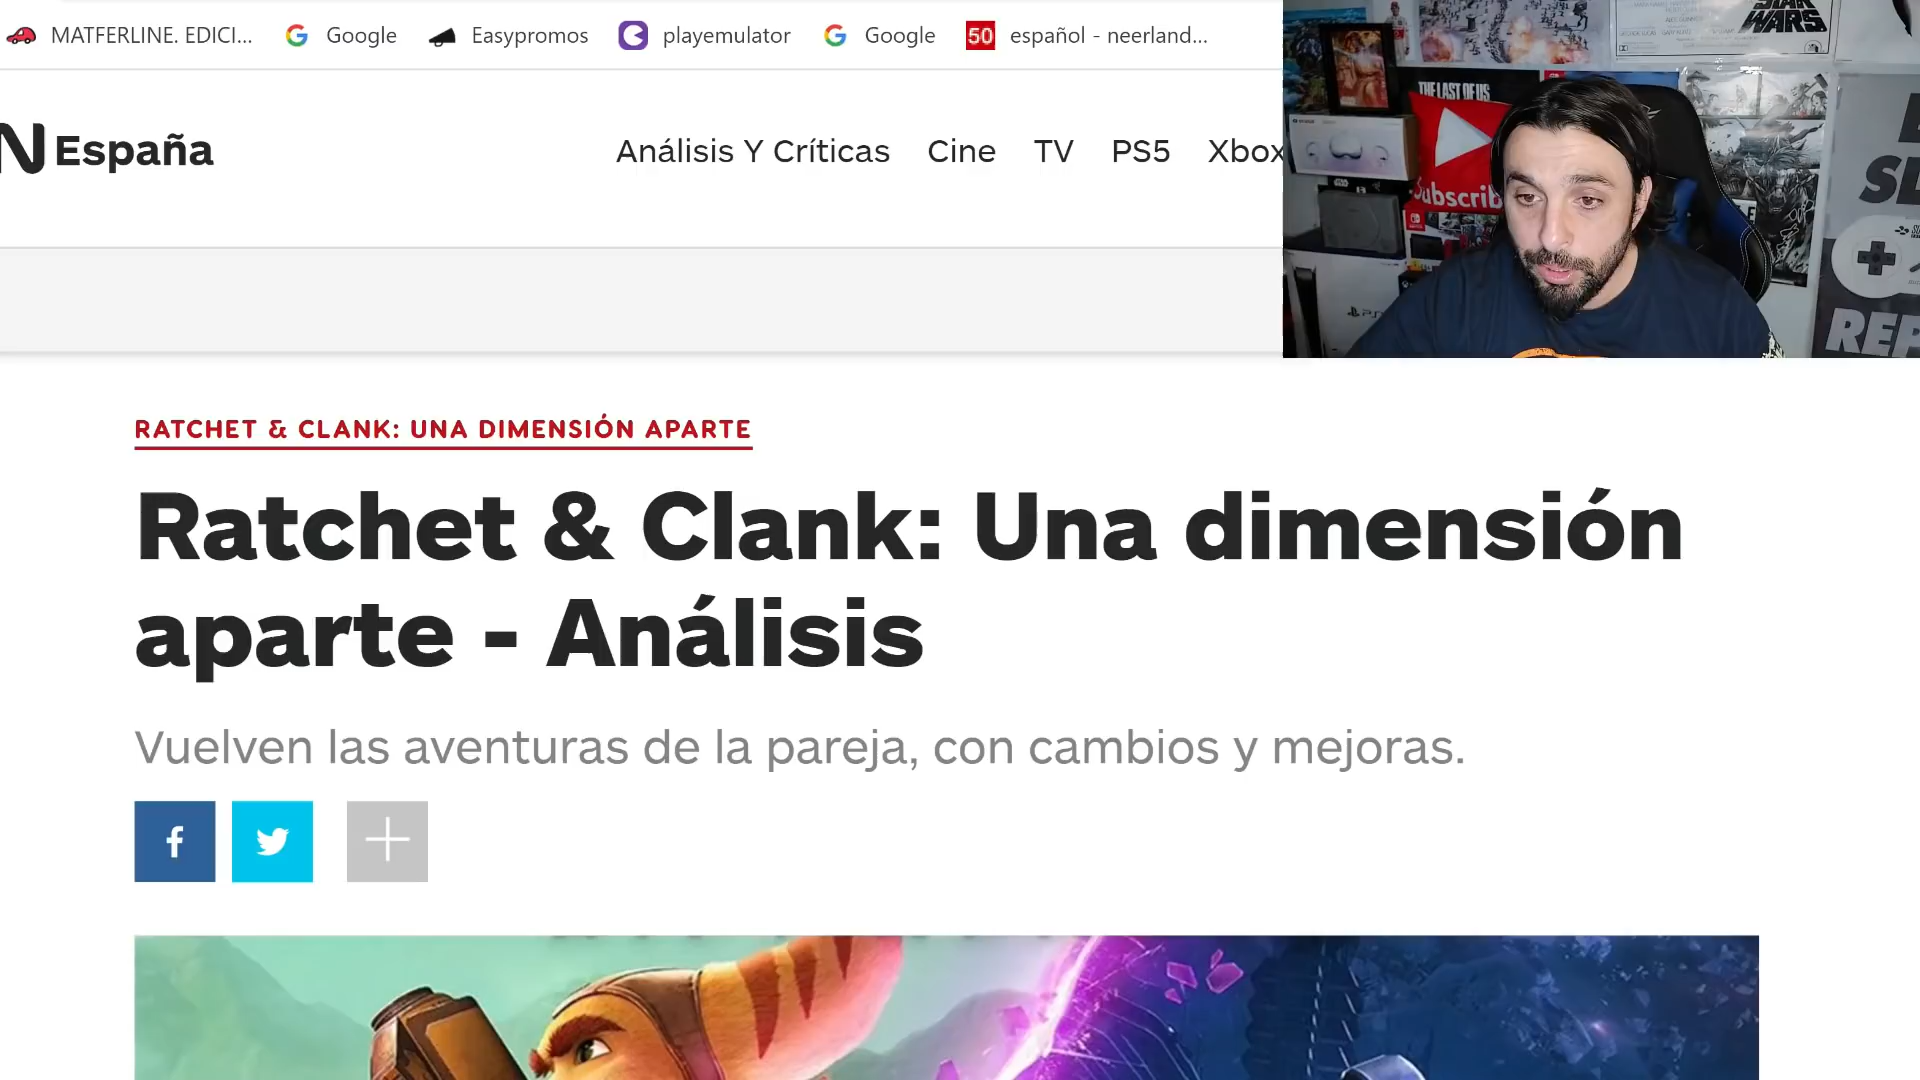 MATFERLINE. EDICI...
Google
Easypromos
playemulator
Google
50
español - neerland...
N España
Análisis Y Críticas
Cine
TV
PS5
Xbox
STAR
WARS
THE LAST OF US
Subscrib
REP
RATCHET & CLANK: UNA DIMENSIÓN APARTE
Ratchet & Clank: Una dimensión
aparte - Análisis
Vuelven las aventuras de la pareja, con cambios y mejoras.
f